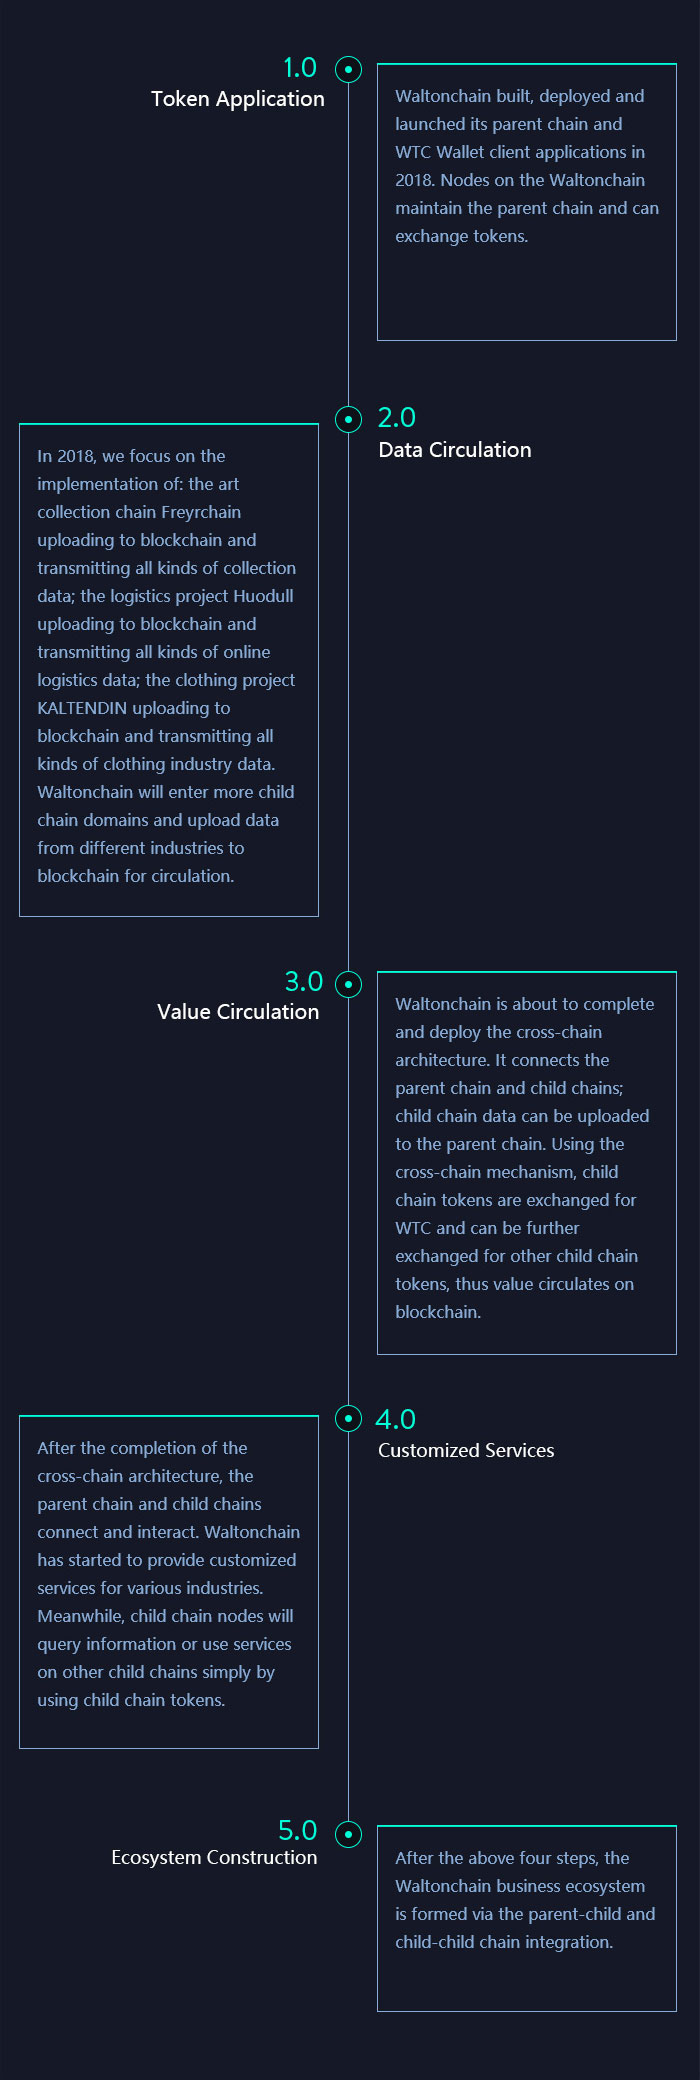 1.0
Token Application
Waltonchain built, deployed and
launched its parent chain and
WTC Wallet client applications in
2018. Nodes on the Waltonchain
maintain the parent chain and can
exchange tokens.
2.0
Data Circulation
In 2018, we focus on the
implementation of: the art
collection chain Freyrchain
uploading to blockchain and
transmitting all kinds of collection
data; the logistics project Huodull
uploading to blockchain and
transmitting all kinds of online
logistics data; the clothing project
KALTENDIN uploading to
blockchain and transmitting all
kinds of clothing industry data.
Waltonchain will enter more child
chain domains and upload data
from different industries to
blockchain for circulation.
3.0
Value Circulation
Waltonchain is about to complete
and deploy the cross-chain
architecture. It connects the
parent chain and child chains;
child chain data can be uploaded
to the parent chain. Using the
cross-chain mechanism, child
chain tokens are exchanged for
WTC and can be further
exchanged for other child chain
tokens, thus value circulates on
blockchain.
4.0
Customized Services
After the completion of the
cross-chain architecture, the
parent chain and child chains
connect and interact. Waltonchain
has started to provide customized
services for various industries.
Meanwhile, child chain nodes will
query information or use services
on other child chains simply by
using child chain tokens.
5.0
Ecosystem Construction
After the above four steps, the
Waltonchain business ecosystem
is formed via the parent-child and
child-child chain integration.